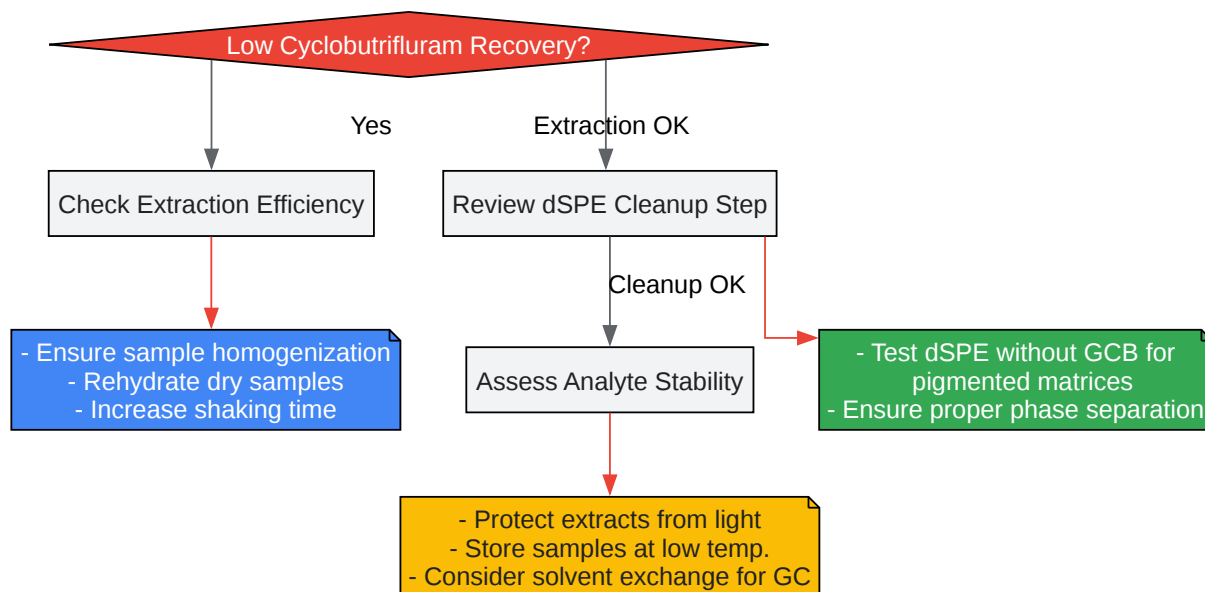 Low Cyclobutrifluram Recovery?
Yes
Extraction OK
Check Extraction Efficiency
Review dSPE Cleanup Step
Cleanup OK
- Ensure sample homogenization
- Rehydrate dry samples
- Increase shaking time
Assess Analyte Stability
- Test dSPE without GCB for
pigmented matrices
- Ensure proper phase separation
- Protect extracts from light
- Store samples at low temp.
- Consider solvent exchange for GC